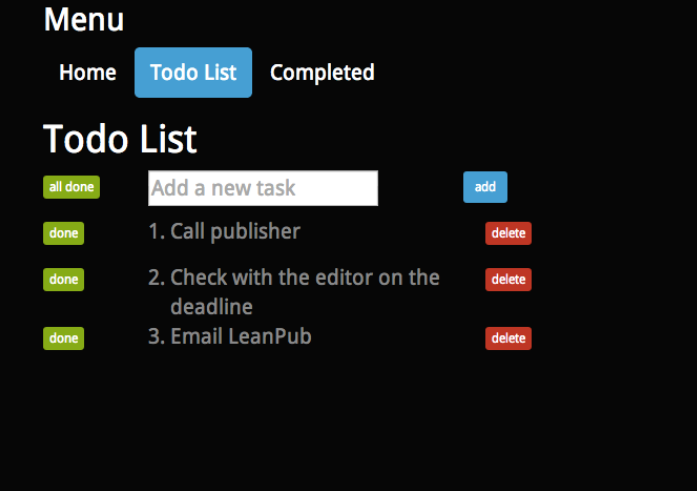 Menu
Home Todo List Completed
Todo List
all done Add a new task add
done 1. Call publisher delete
done 2. Check with the editor on the delete
deadline
done 3. Email LeanPub delete